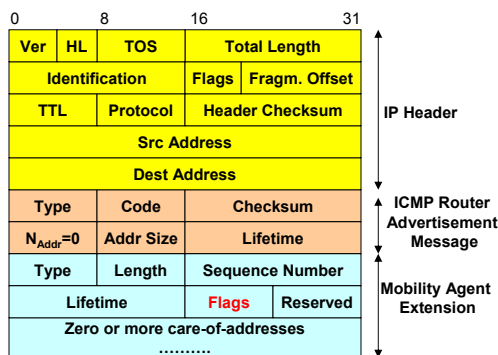 0 8 16 31
Ver HL TOS Total Length
Identification Flags Fragm. Offset
TTL Protocol Header Checksum
Src Address
Dest Address
IP Header
Type Code Checksum
N_Addr=0 Addr Size Lifetime
ICMP Router
Advertisement
Message
Type Length Sequence Number
Lifetime Flags Reserved
Zero or more care-of-addresses
..........
Mobility Agent
Extension